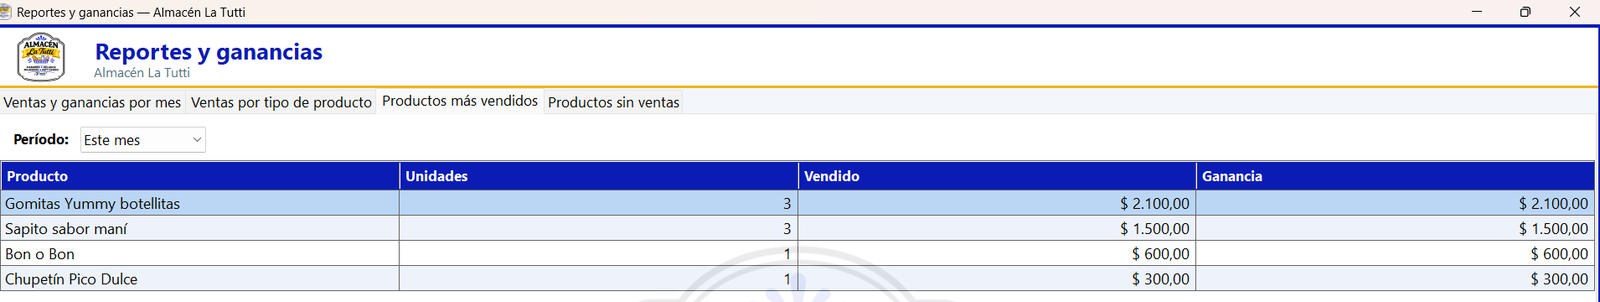 Reportes y ganancias — Almacén La Tutti
ALMACÉN
La Tutti
Reportes y ganancias
Almacén La Tutti
Ventas y ganancias por mes Ventas por tipo de producto Productos más vendidos Productos sin ventas
Período: Este mes
Producto Unidades Vendido Ganancia
Gomitas Yummy botellitas 3 $ 2.100,00 $ 2.100,00
Sapito sabor maní 3 $ 1.500,00 $ 1.500,00
Bon o Bon 1 $ 600,00 $ 600,00
Chupetín Pico Dulce 1 $ 300,00 $ 300,00